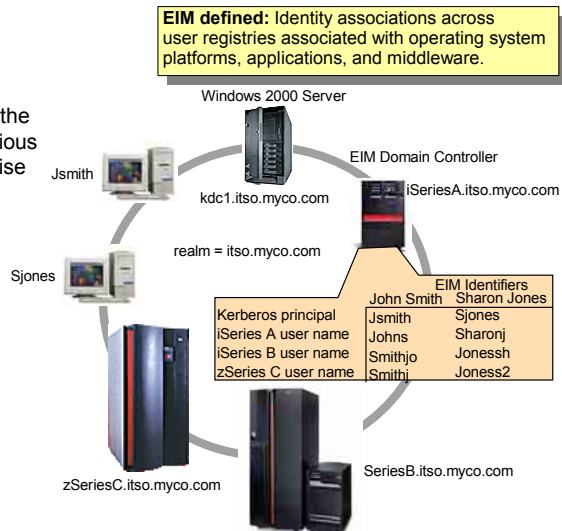 EIM defined: Identity associations across
user registries associated with operating system
platforms, applications, and middleware.
the
ious
ise
Windows 2000 Server
kdc1.itso.myco.com
Jsmith
EIM Domain Controller
iSeriesA.itso.myco.com
Sjones
realm = itso.myco.com
EIM Identifiers
John Smith Sharon Jones
Kerberos principal Jsmith Sjones
iSeries A user name Johns Sharonj
iSeries B user name Smithjo Jonessh
zSeries C user name Smithj Joness2
zSeriesC.itso.myco.com
SeriesB.itso.myco.com